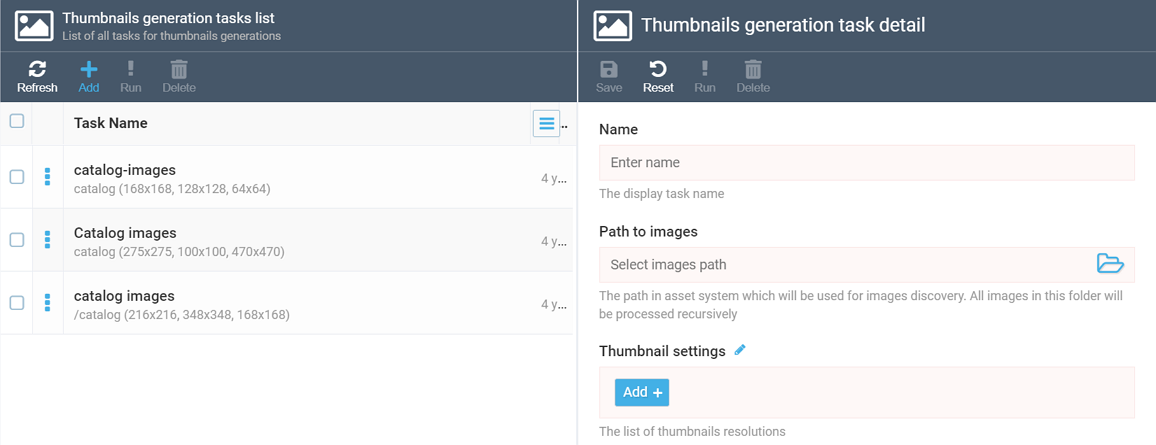 Thumbnails generation tasks list
List of all tasks for thumbnails generations
Refresh Add Run Delete
Task Name ..
catalog-images
catalog (168x168, 128x128, 64x64)
4 y...
Catalog images
catalog (275x275, 100x100, 470x470)
4 y...
catalog images
/catalog (216x216, 348x348, 168x168)
4 y...
Thumbnails generation task detail
Save Reset Run Delete
Name
Enter name
The display task name
Path to images
Select images path
The path in asset system which will be used for images discovery. All images in this folder will
be processed recursively
Thumbnail settings
Add +
The list of thumbnails resolutions